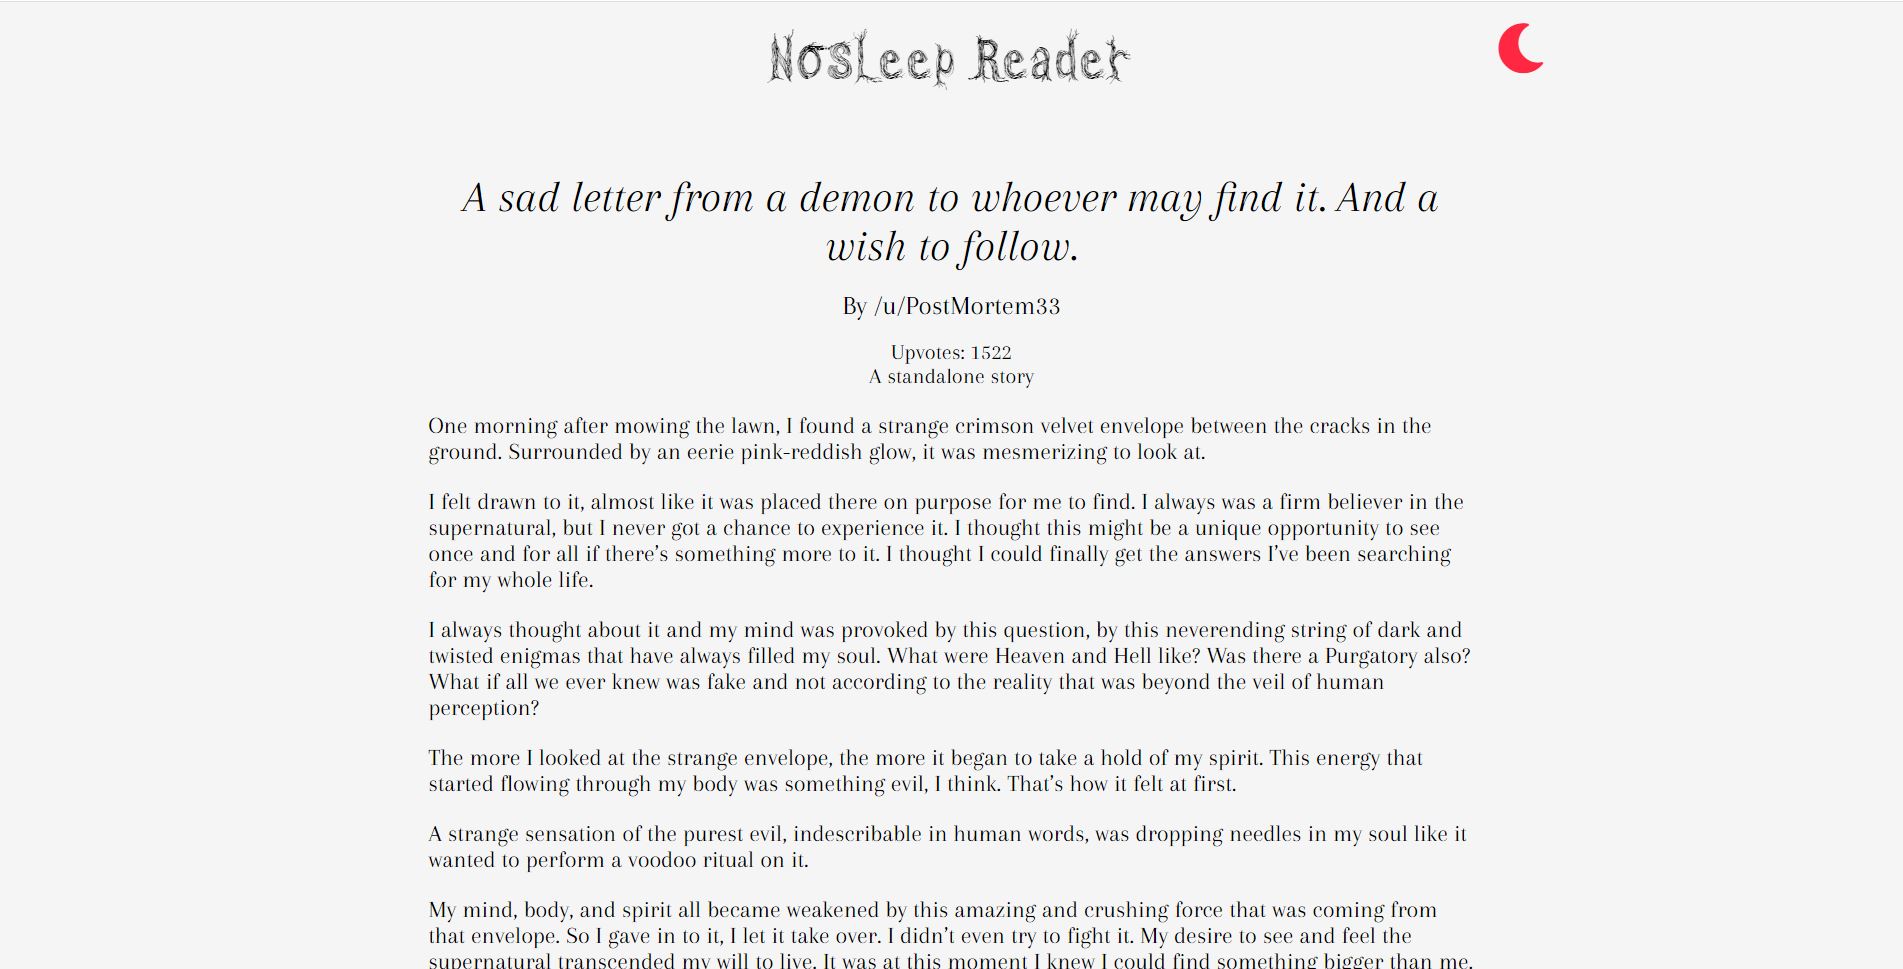 NoSleep Reader
A sad letter from a demon to whoever may find it. And a
wish to follow.
By /u/PostMortem33
Upvotes: 1522
A standalone story
One morning after mowing the lawn, I found a strange crimson velvet envelope between the cracks in the
ground. Surrounded by an eerie pink-reddish glow, it was mesmerizing to look at.
I felt drawn to it, almost like it was placed there on purpose for me to find. I always was a firm believer in the
supernatural, but I never got a chance to experience it. I thought this might be a unique opportunity to see
once and for all if there’s something more to it. I thought I could finally get the answers I’ve been searching
for my whole life.
I always thought about it and my mind was provoked by this question, by this neverending string of dark and
twisted enigmas that have always filled my soul. What were Heaven and Hell like? Was there a Purgatory also?
What if all we ever knew was fake and not according to the reality that was beyond the veil of human
perception?
The more I looked at the strange envelope, the more it began to take a hold of my spirit. This energy that
started flowing through my body was something evil, I think. That’s how it felt at first.
A strange sensation of the purest evil, indescribable in human words, was dropping needles in my soul like it
wanted to perform a voodoo ritual on it.
My mind, body, and spirit all became weakened by this amazing and crushing force that was coming from
that envelope. So I gave in to it, I let it take over. I didn’t even try to fight it. My desire to see and feel the
supernatural transcended my will to live. It was at this moment I knew I could find something bigger than me.